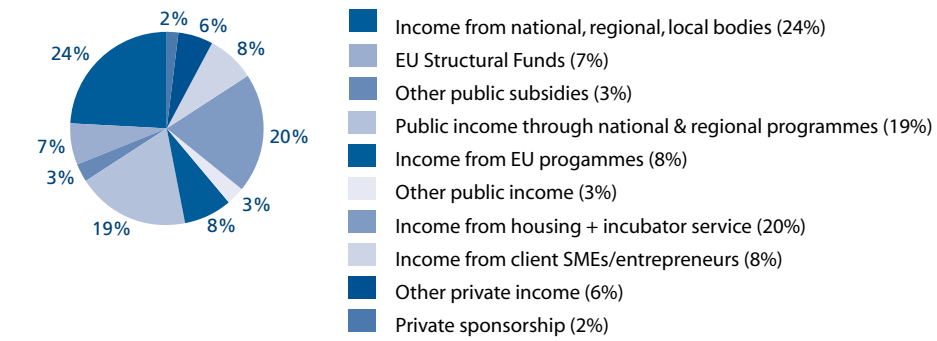 2%
6%
8%
20%
3%
8%
19%
3%
7%
24%
Income from national, regional, local bodies (24%)
EU Structural Funds (7%)
Other public subsidies (3%)
Public income through national & regional programmes (19%)
Income from EU progammes (8%)
Other public income (3%)
Income from housing + incubator service (20%)
Income from client SMEs/entrepreneurs (8%)
Other private income (6%)
Private sponsorship (2%)